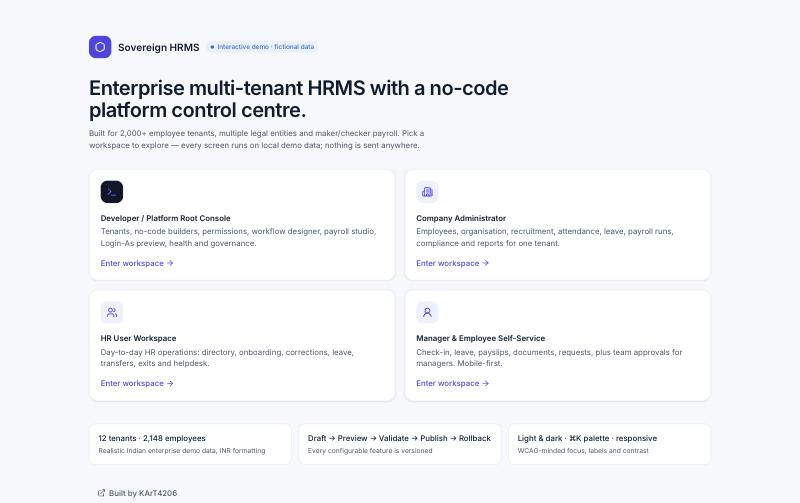 Sovereign HRMS
Interactive demo · fictional data
Enterprise multi-tenant HRMS with a no-code
platform control centre.
Built for 2,000+ employee tenants, multiple legal entities and maker/checker payroll. Pick a
workspace to explore — every screen runs on local demo data; nothing is sent anywhere.
Developer / Platform Root Console
Tenants, no-code builders, permissions, workflow designer, payroll studio,
Login-As preview, health and governance.
Enter workspace →
Company Administrator
Employees, organisation, recruitment, attendance, leave, payroll runs,
compliance and reports for one tenant.
Enter workspace →
HR User Workspace
Day-to-day HR operations: directory, onboarding, corrections, leave,
transfers, exits and helpdesk.
Enter workspace →
Manager & Employee Self-Service
Check-in, leave, payslips, documents, requests, plus team approvals for
managers. Mobile-first.
Enter workspace →
12 tenants · 2,148 employees
Realistic Indian enterprise demo data, INR formatting
Draft → Preview → Validate → Publish → Rollback
Every configurable feature is versioned
Light & dark · ⌘K palette · responsive
WCAG-minded focus, labels and contrast
Built by KArT4206